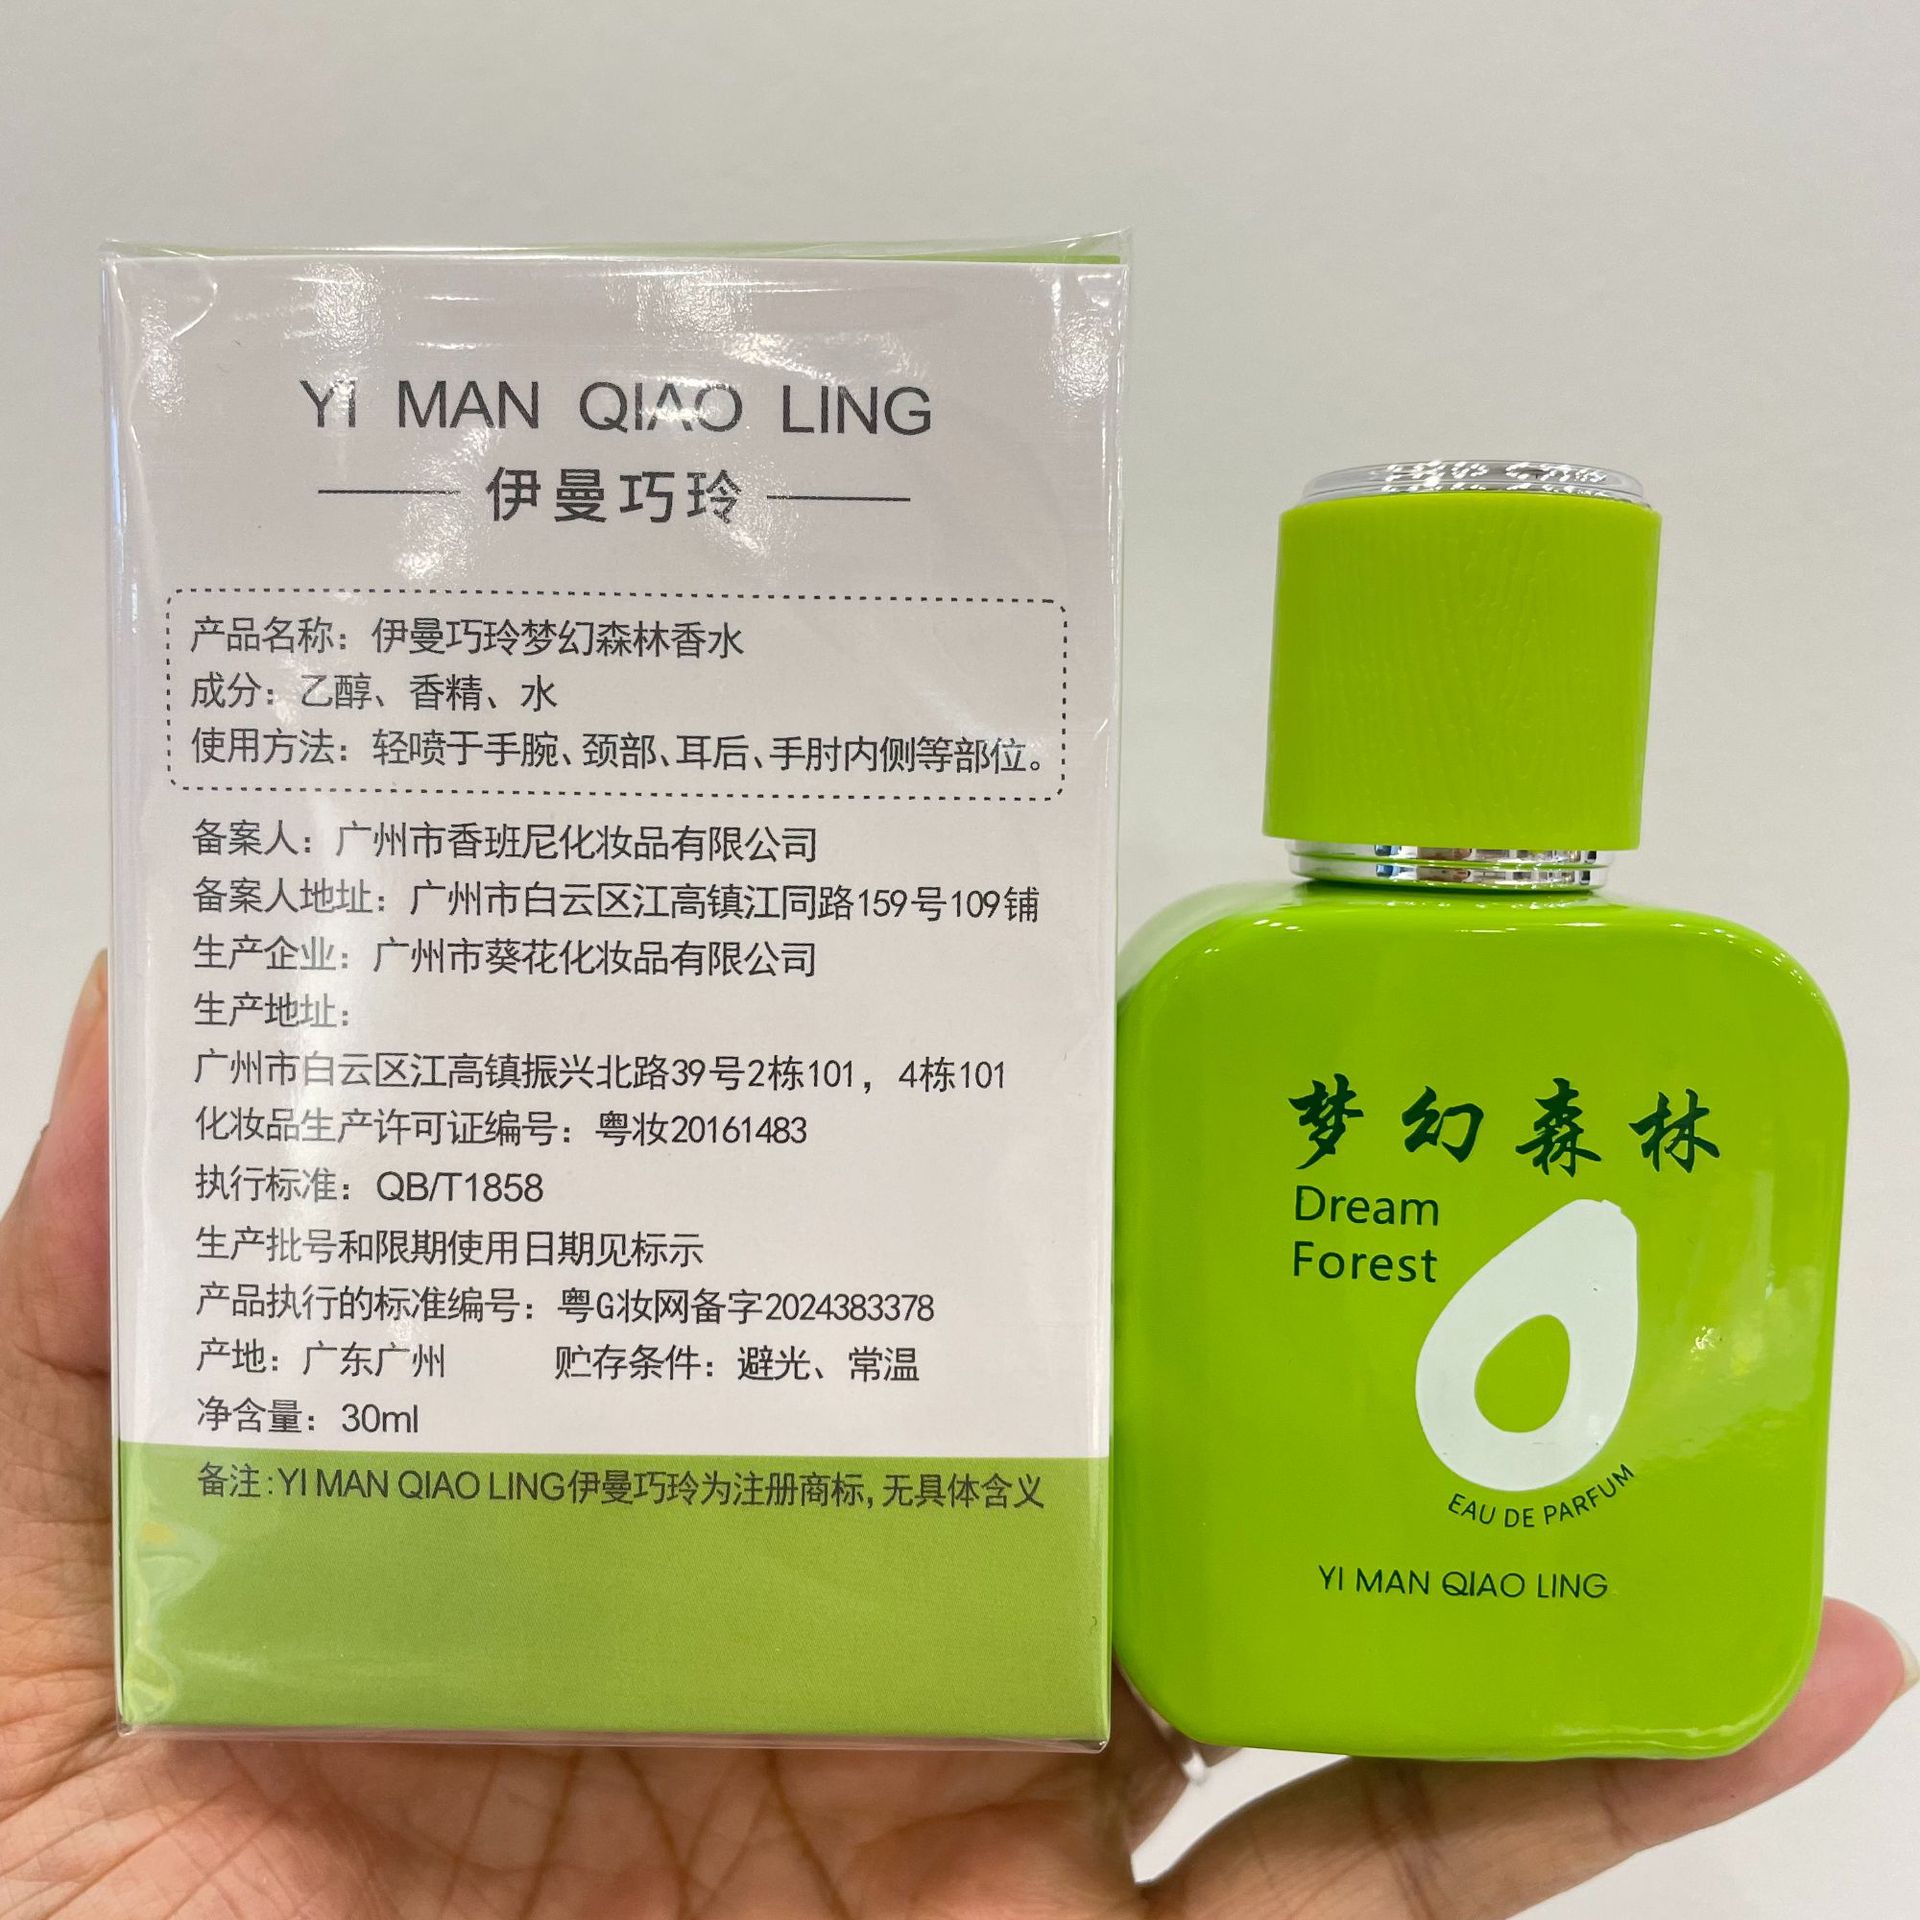 YI MAN QIAO LING
伊曼巧玲
产品名称：伊曼巧玲梦幻森林香水
成分：乙醇、香精、水
使用方法：轻喷于手腕、颈部、耳后、手肘内侧等部位。
备案人：广州市香班尼化妆品有限公司
备案人地址：广州市白云区江高镇江同路159号109铺
生产企业：广州市葵花化妆品有限公司
生产地址：
广州市白云区江高镇振兴北路39号2栋101，4栋101
化妆品生产许可证编号：粤妆20161483
执行标准：QB/T1858
生产批号和限期使用日期见标示
产品执行的标准编号：粤G妆网备字2024383378
产地：广东广州 贮存条件：避光、常温
净含量：30ml
备注：YI MAN QIAO LING伊曼巧玲为注册商标，无具体含义
梦幻森林
Dream
Forest
EAU DE PARFUM
YI MAN QIAO LING